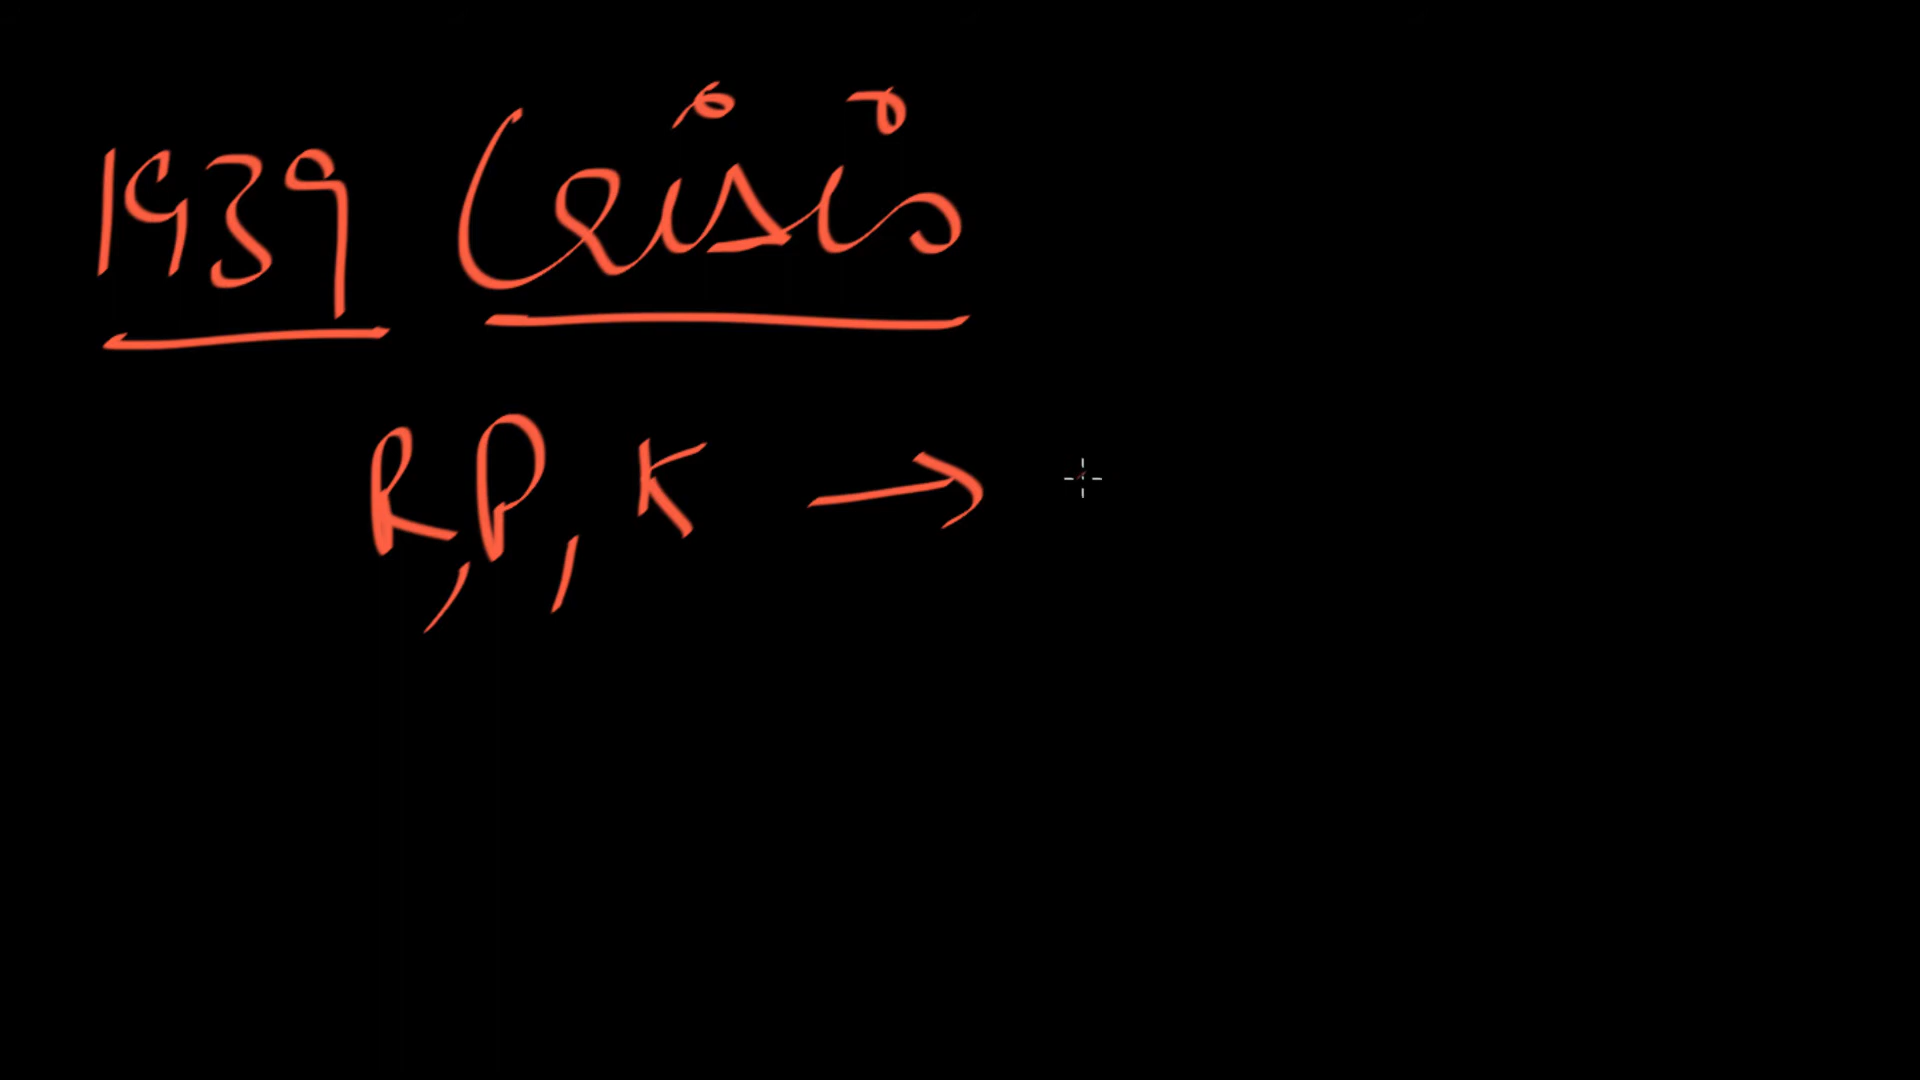 1939 Crisis
R, P, K →